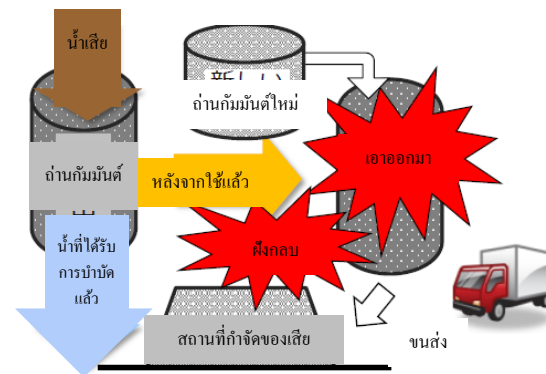 น้ำเสีย
ถ่านกัมมันต์ใหม่
เอาออกมา
ถ่านกัมมันต์
หลังจากใช้แล้ว
ฝังกลบ
น้ำที่ได้รับ
การบำบัด
แล้ว
สถานที่กำจัดของเสีย
ขนส่ง